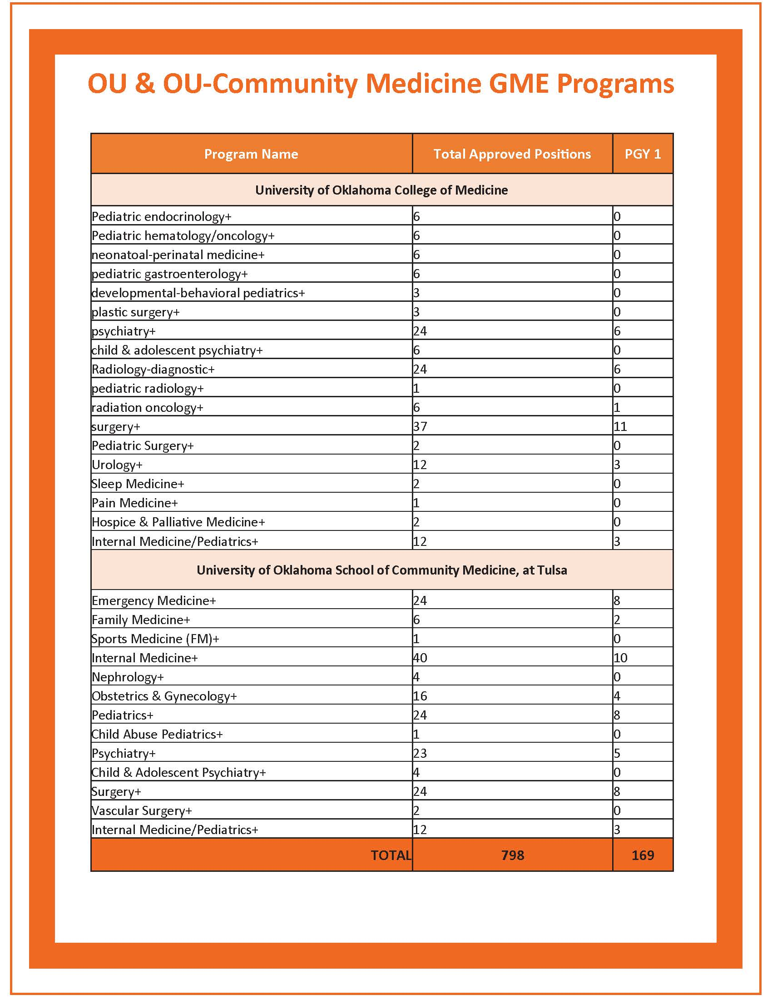 OU & OU-Community Medicine GME Programs
Program Name Total Approved Positions PGY 1
University of Oklahoma College of Medicine
Pediatric endocrinology+ 6 0
Pediatric hematology/oncology+ 6 0
neonatoal-perinatal medicine+ 6 0
pediatric gastroenterology+ 6 0
developmental-behavioral pediatrics+ 3 0
plastic surgery+ 3 0
psychiatry+ 24 6
child & adolescent psychiatry+ 6 0
Radiology-diagnostic+ 24 6
pediatric radiology+ 1 0
radiation oncology+ 6 1
surgery+ 37 11
Pediatric Surgery+ 2 0
Urology+ 12 3
Sleep Medicine+ 2 0
Pain Medicine+ 1 0
Hospice & Palliative Medicine+ 2 0
Internal Medicine/Pediatrics+ 12 3
University of Oklahoma School of Community Medicine, at Tulsa
Emergency Medicine+ 24 8
Family Medicine+ 6 2
Sports Medicine (FM)+ 1 0
Internal Medicine+ 40 10
Nephrology+ 4 0
Obstetrics & Gynecology+ 16 4
Pediatrics+ 24 8
Child Abuse Pediatrics+ 1 0
Psychiatry+ 23 5
Child & Adolescent Psychiatry+ 4 0
Surgery+ 24 8
Vascular Surgery+ 2 0
Internal Medicine/Pediatrics+ 12 3
TOTAL 798 169